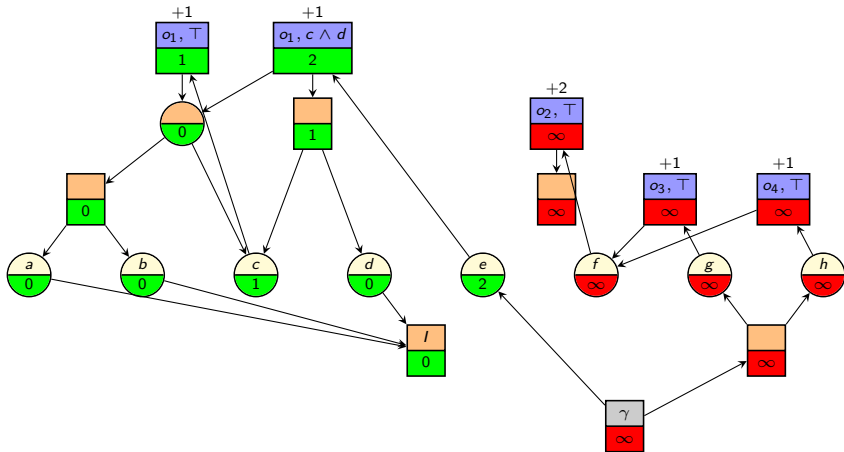 +1
+1
o₁, ⊤
o₁, c ∧ d
1
2
+2
o₂, ⊤
0
1
∞
+1
+1
o₃, ⊤
o₄, ⊤
0
∞
∞
∞
a
b
c
d
e
f
g
h
0
0
1
0
2
∞
∞
∞
I
0
∞
γ
∞